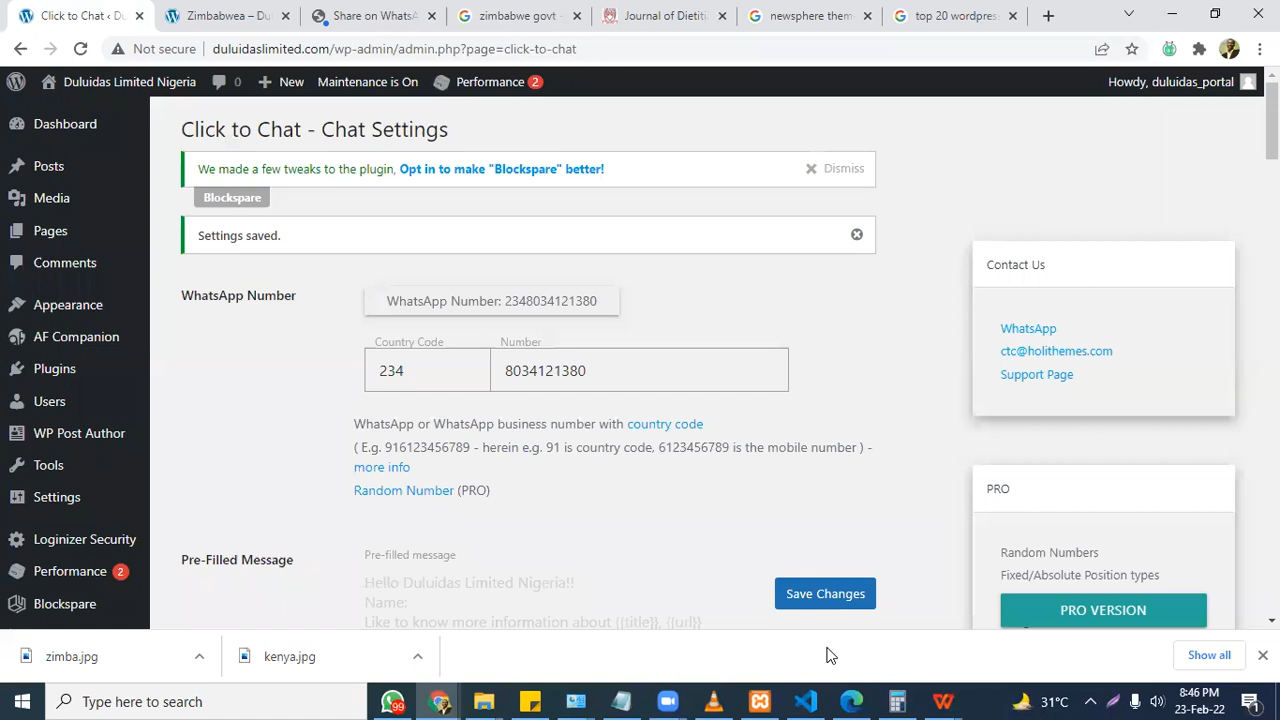 Click to Chat ‹ Du
Zimbabwea – Dul
Share on WhatsA
zimbabwe govt -
Journal of Dietiti
newsphere them
top 20 wordpres
Not secure
duluidaslimited.com/wp-admin/admin.php?page=click-to-chat
Duluidas Limited Nigeria
0
New
Maintenance is On
Performance 2
Howdy, duluidas_portal
Dashboard
Posts
Media
Pages
Comments
Appearance
AF Companion
Plugins
Users
WP Post Author
Tools
Settings
Loginizer Security
Performance 2
Blockspare
Click to Chat - Chat Settings
We made a few tweaks to the plugin, Opt in to make "Blockspare" better!
Dismiss
Blockspare
Settings saved.
WhatsApp Number
WhatsApp Number: 2348034121380
Country Code
Number
234
8034121380
WhatsApp or WhatsApp business number with country code
( E.g. 916123456789 - herein e.g. 91 is country code, 6123456789 is the mobile number ) -
more info
Random Number (PRO)
Pre-Filled Message
Pre-filled message
Hello Duluidas Limited Nigeria!!
Name:
Like to know more information about {{title}}, {{url}}
Save Changes
Contact Us
WhatsApp
ctc@holithemes.com
Support Page
PRO
Random Numbers
Fixed/Absolute Position types
PRO VERSION
zimba.jpg
kenya.jpg
Show all
Type here to search
99
31°C
8:46 PM
23-Feb-22
1